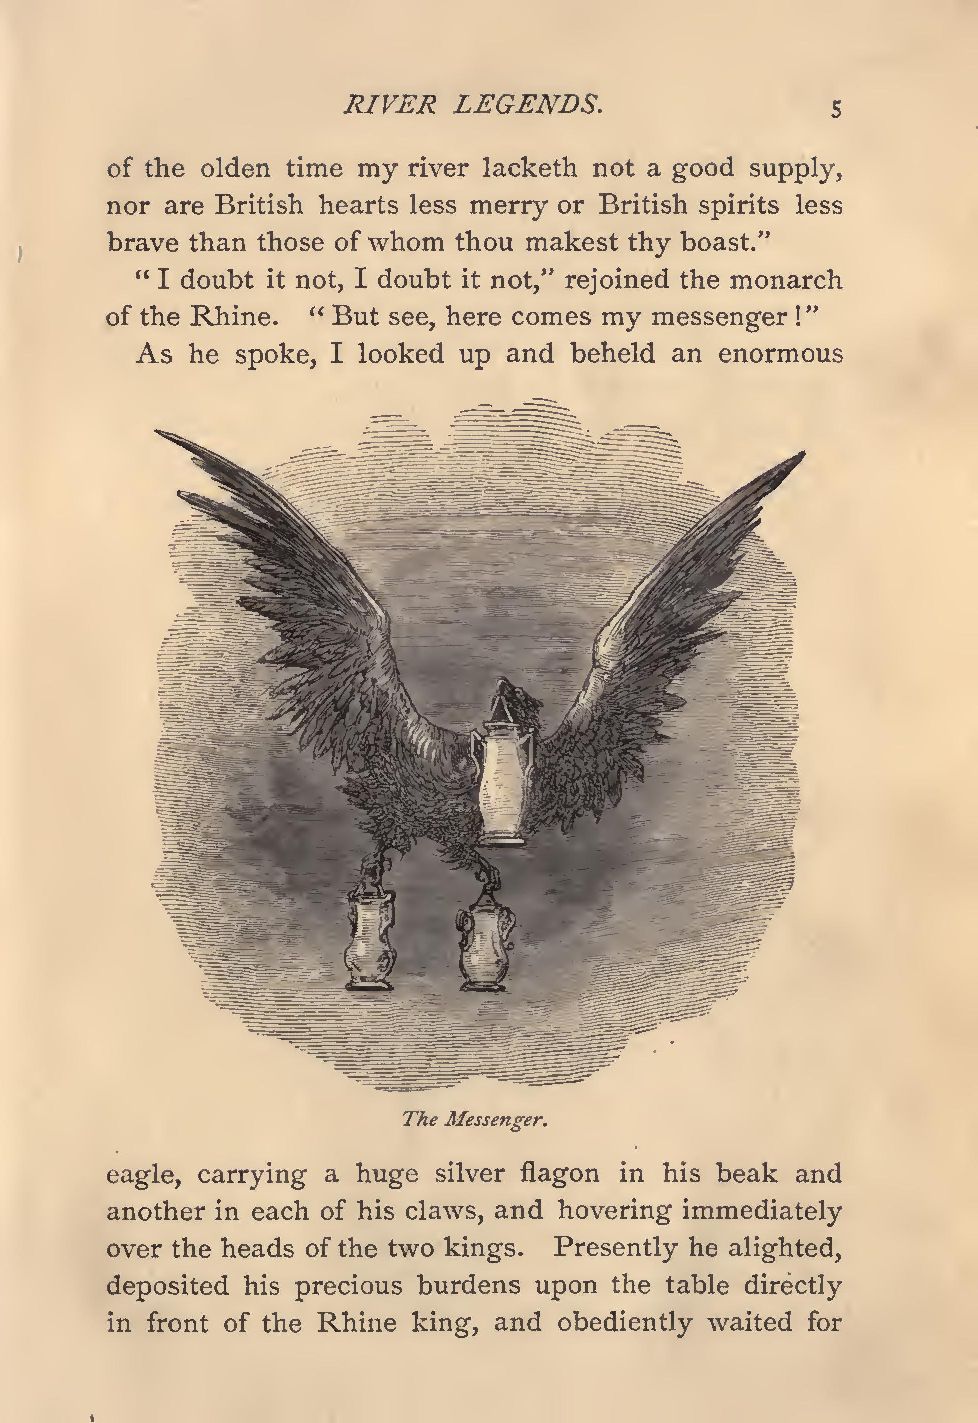 RIVER LEGENDS. 5
of the olden time my river lacketh not a good supply,
nor are British hearts less merry or British spirits less
brave than those of whom thou makest thy boast.”
“ I doubt it not, I doubt it not,” rejoined the monarch
of the Rhine. “ But see, here comes my messenger !”
As he spoke, I looked up and beheld an enormous
The Messenger.
eagle, carrying a huge silver flagon in his beak and
another in each of his claws, and hovering immediately
over the heads of the two kings. Presently he alighted,
deposited his precious burdens upon the table directly
in front of the Rhine king, and obediently waited for